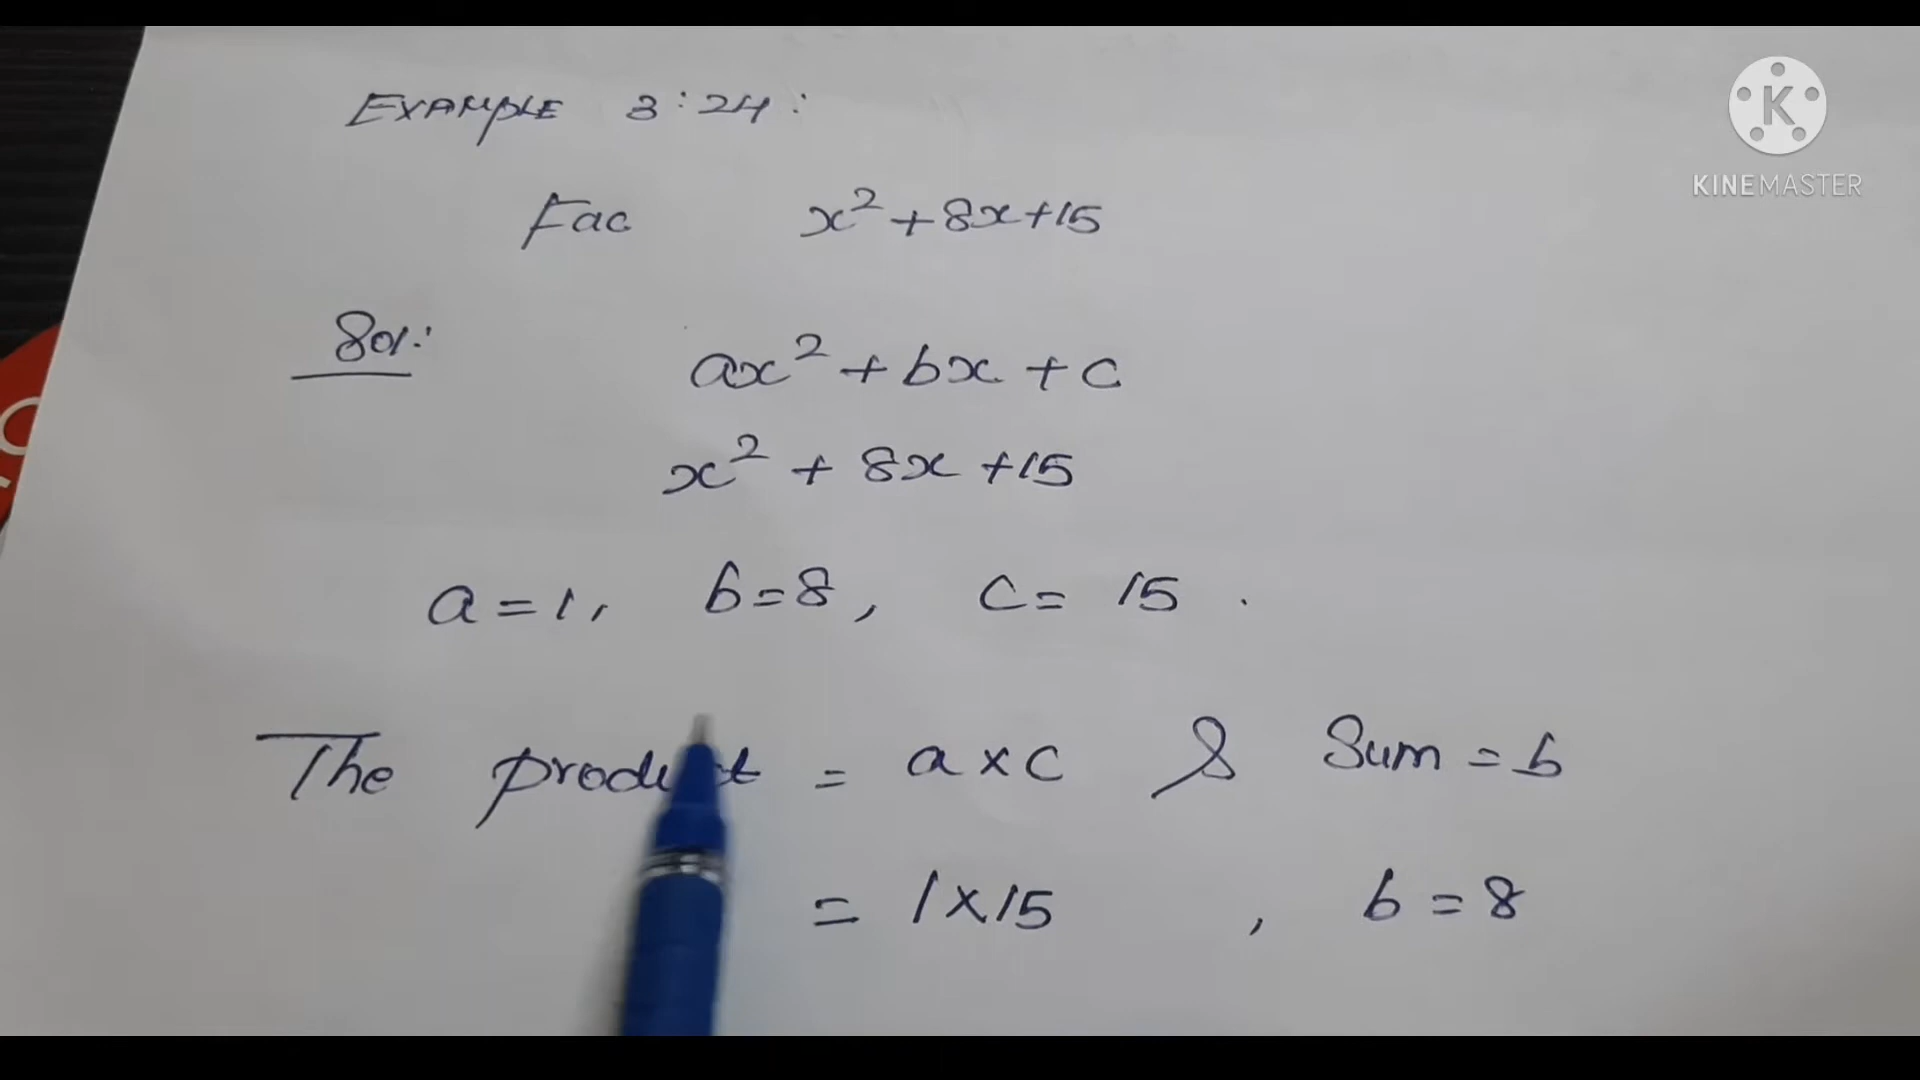 EXAMPLE 3:24:
K
KINEMASTER
Fac x² + 8x + 15
Sol:
ax² + bx + c
x² + 8x + 15
a = 1, b = 8, c = 15.
The product = a × c & Sum = b
= 1 × 15, b = 8